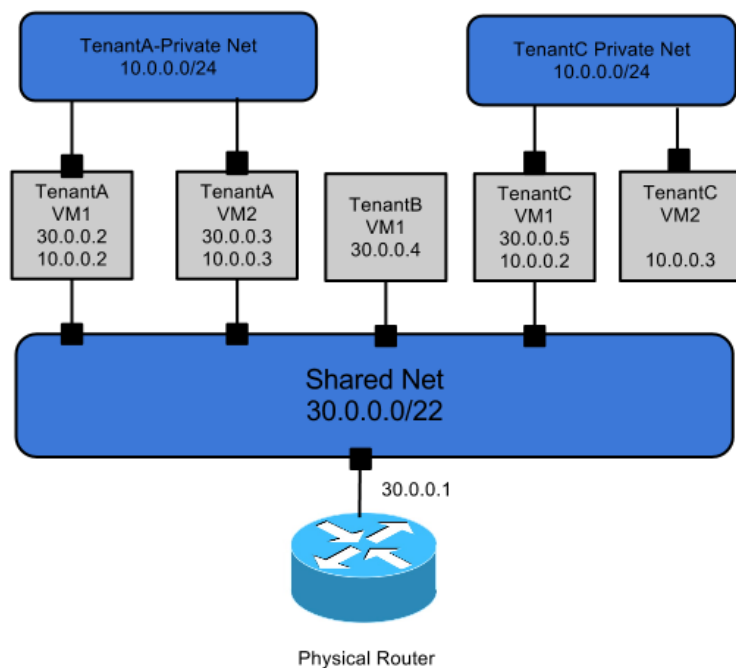 TenantA-Private Net
10.0.0.0/24
TenantC Private Net
10.0.0.0/24
TenantA
VM1
30.0.0.2
10.0.0.2
TenantA
VM2
30.0.0.3
10.0.0.3
TenantB
VM1
30.0.0.4
TenantC
VM1
30.0.0.5
10.0.0.2
TenantC
VM2
10.0.0.3
Shared Net
30.0.0.0/22
30.0.0.1
Physical Router